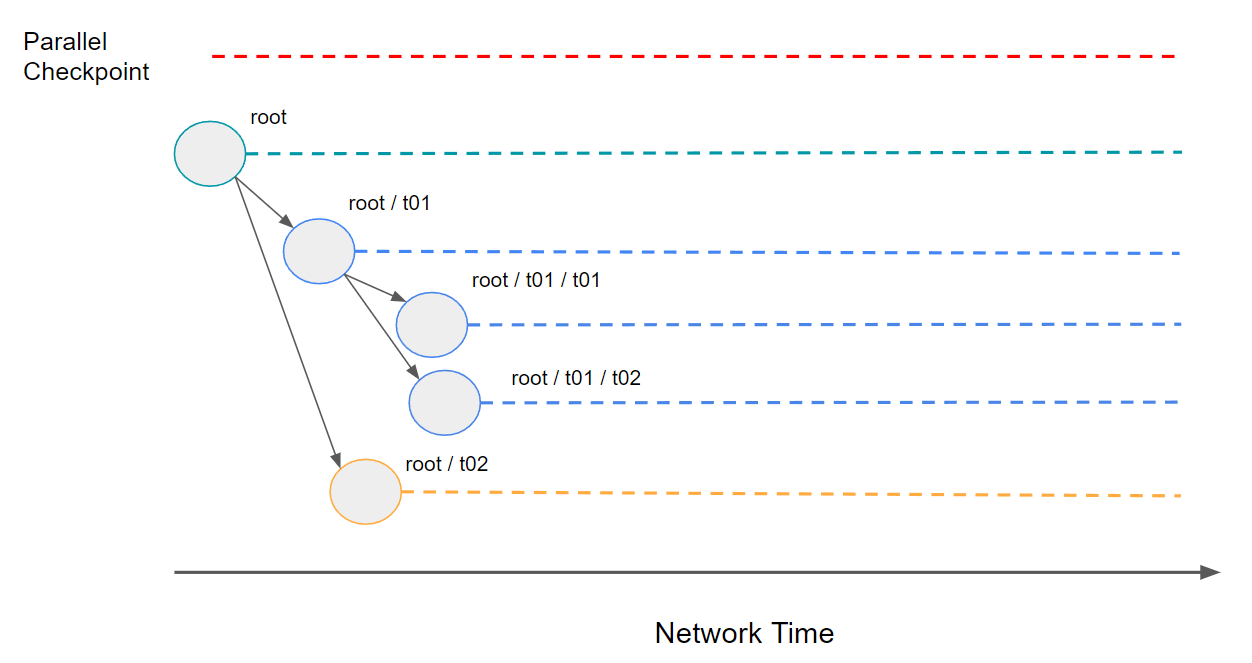 Parallel
Checkpoint
root
root / t01
root / t01 / t01
root / t01 / t02
root / t02
Network Time